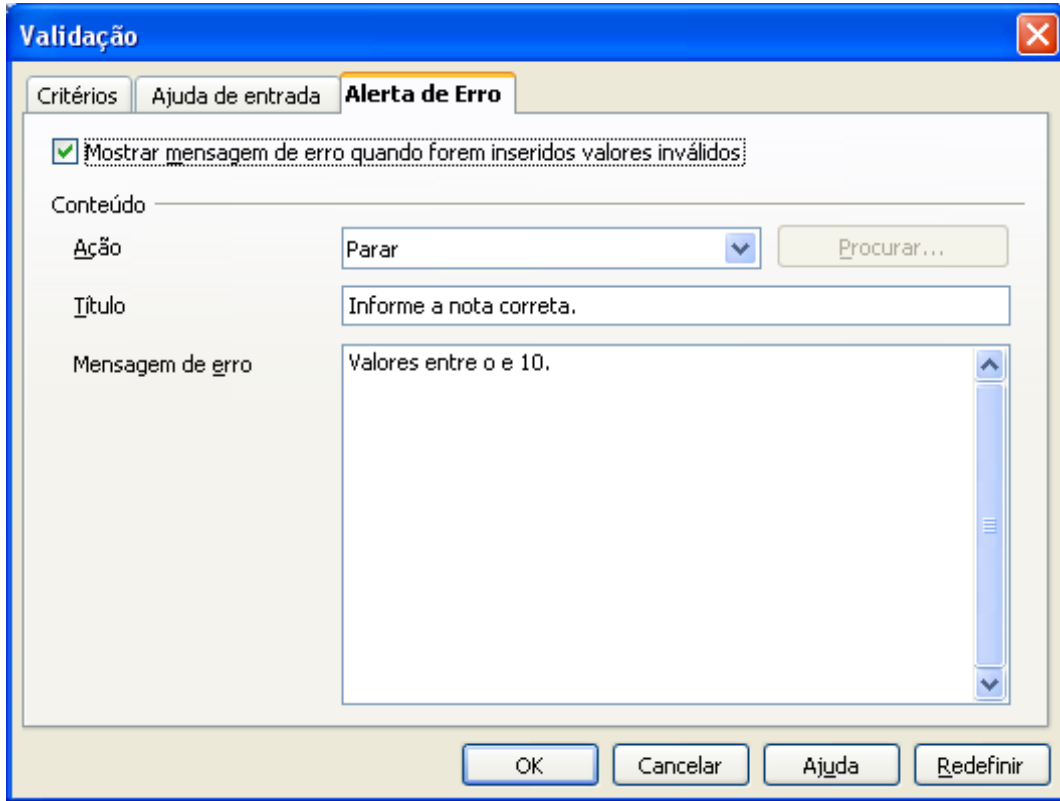 Validação
Critérios Ajuda de entrada Alerta de Erro
Mostrar mensagem de erro quando forem inseridos valores inválidos
Conteúdo
Ação Parar Procurar...
Título Informe a nota correta.
Mensagem de erro Valores entre o e 10.
OK Cancelar Ajuda Redefinir